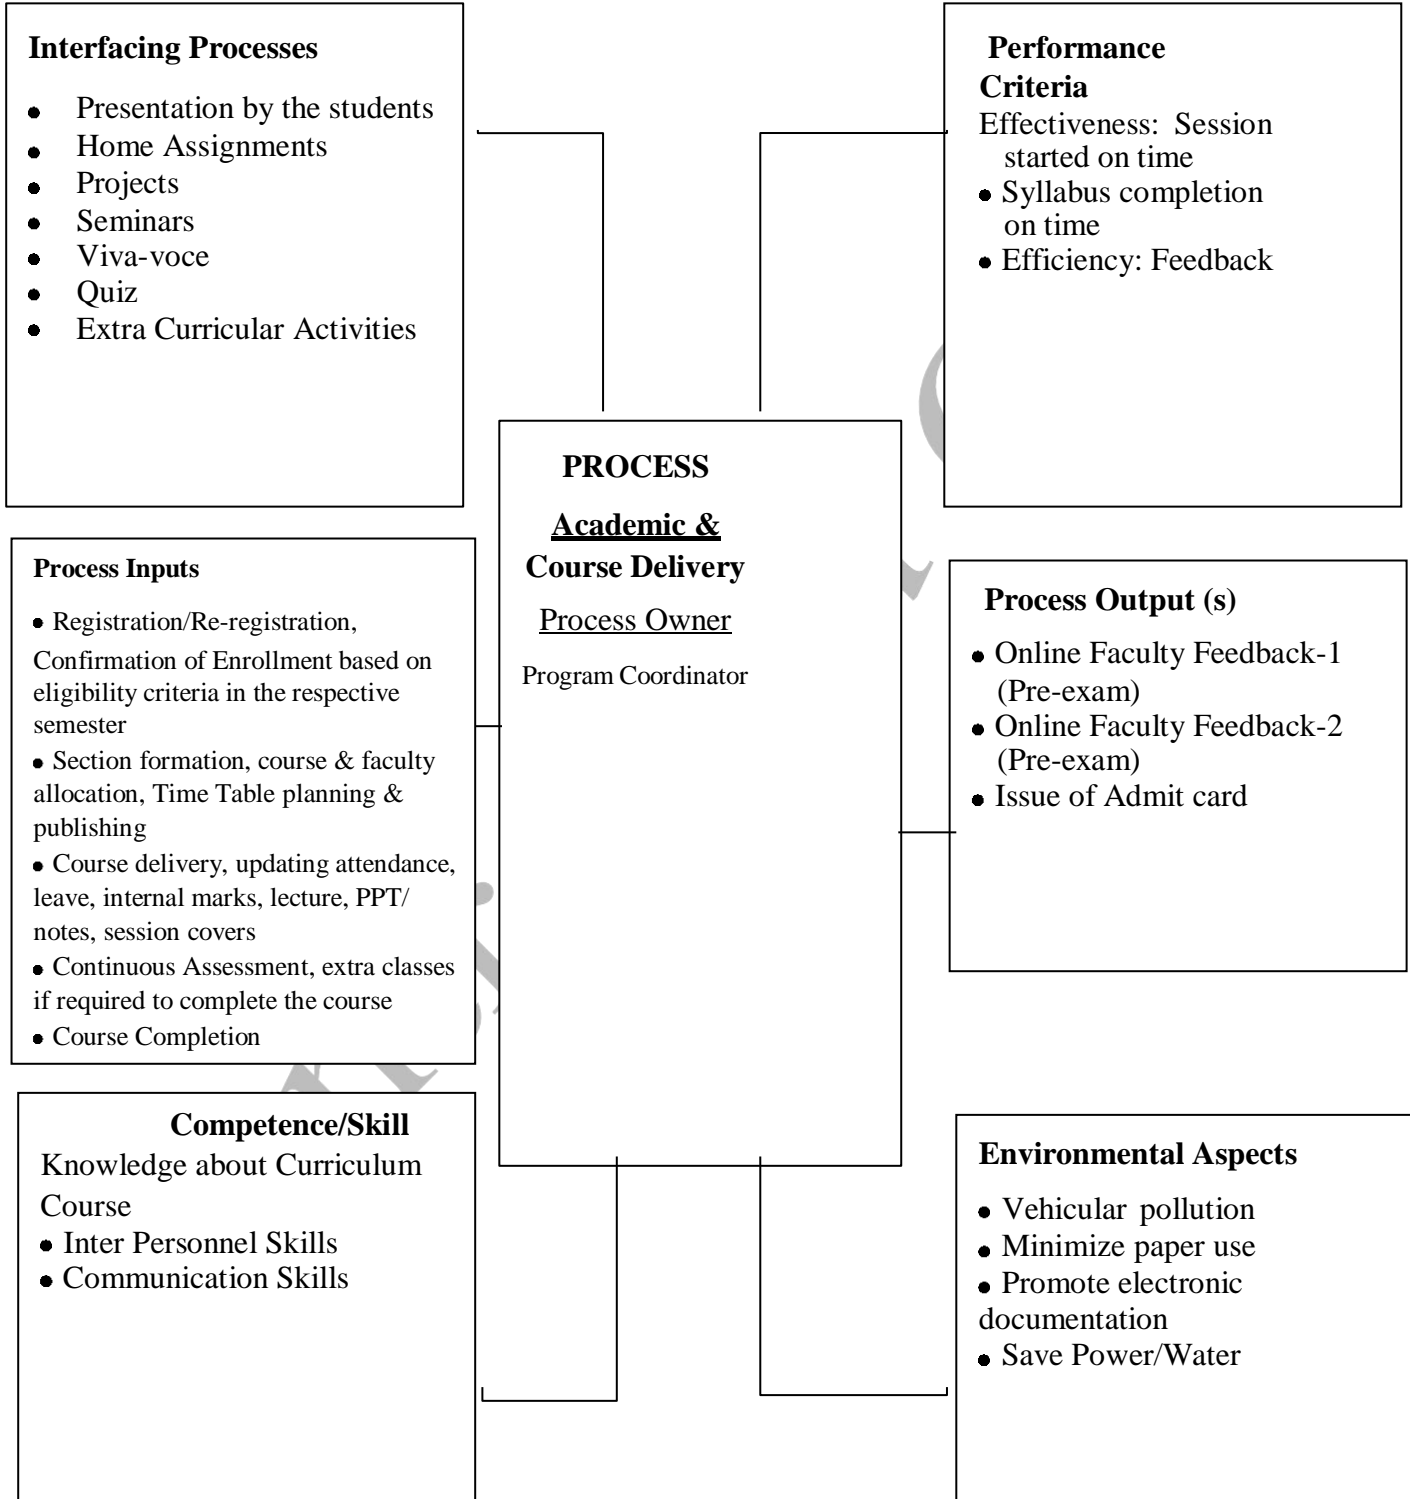 Interfacing Processes
● Presentation by the students
● Home Assignments
● Projects
● Seminars
● Viva-voce
● Quiz
● Extra Curricular Activities
Performance
Criteria
Effectiveness: Session
started on time
● Syllabus completion
on time
● Efficiency: Feedback
PROCESS
Academic &
Course Delivery
Process Owner
Program Coordinator
Process Inputs
● Registration/Re-registration,
Confirmation of Enrollment based on
eligibility criteria in the respective
semester
● Section formation, course & faculty
allocation, Time Table planning &
publishing
● Course delivery, updating attendance,
leave, internal marks, lecture, PPT/
notes, session covers
● Continuous Assessment, extra classes
if required to complete the course
● Course Completion
Process Output (s)
● Online Faculty Feedback-1
(Pre-exam)
● Online Faculty Feedback-2
(Pre-exam)
● Issue of Admit card
Competence/Skill
Knowledge about Curriculum
Course
● Inter Personnel Skills
● Communication Skills
Environmental Aspects
● Vehicular pollution
● Minimize paper use
● Promote electronic
documentation
● Save Power/Water